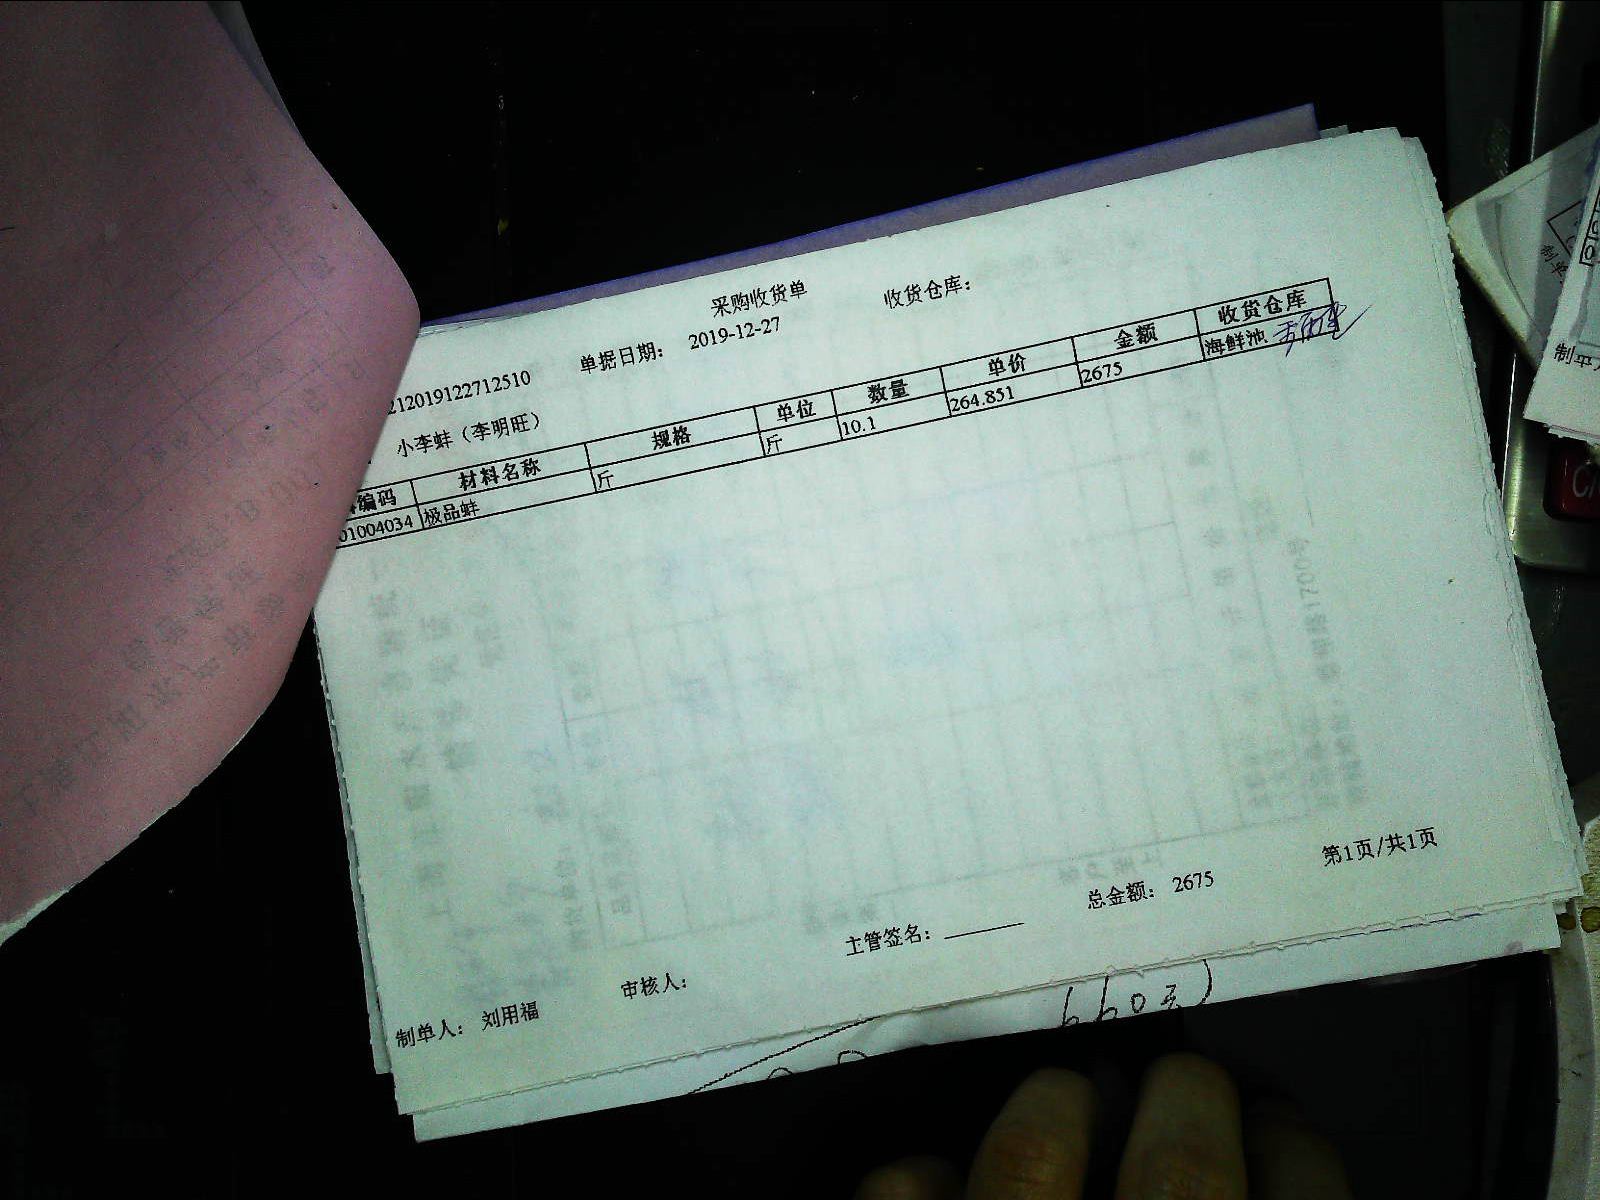 采购收货单
收货仓库：
单据日期： 2019-12-27
212019122712510
小李蚌（李明旺）
编码 材料名称 规格 单位 数量 单价 金额 收货仓库
01004034 极品蚌 斤 斤 10.1 264.851 2675 海鲜池
第1页/共1页
总金额： 2675
主管签名：
审核人：
制单人： 刘用福
660元